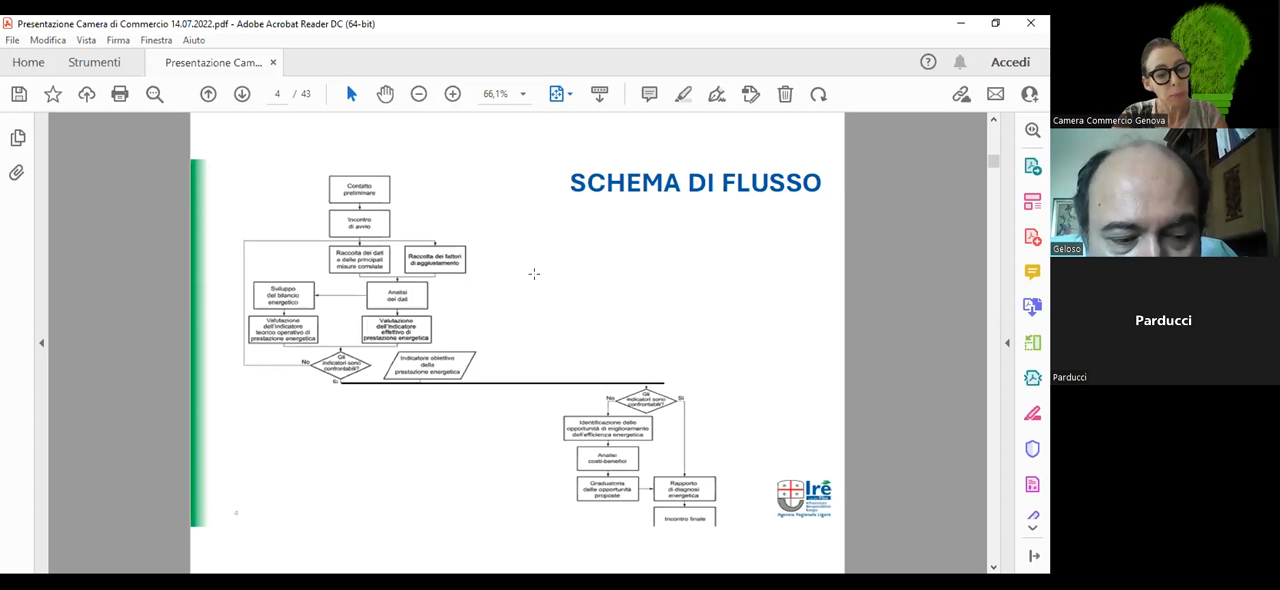 Presentazione Camera di Commercio 14.07.2022.pdf - Adobe Acrobat Reader DC (64-bit)
File Modifica Vista Firma Finestra Aiuto
Home Strumenti Presentazione Cam... × Accedi
4 / 43 66,1%
SCHEMA DI FLUSSO
Contatto
preliminare
Incontro
di avvio
Raccolta dei dati
e delle principali
misure correlate
Raccolta dei fattori
di aggiustamento
Sviluppo
del bilancio
energetico
Analisi
dei dati
Valutazione
dell'indicatore
teorico operativo di
prestazione energetica
Valutazione
dell'indicatore
effettivo di
prestazione energetica
No
Gli
indicatori sono
confrontabili?
Indicatore obiettivo
della
prestazione energetica
No
Gli
indicatori sono
confrontabili?
Si
Identificazione delle
opportunità di miglioramento
dell'efficienza energetica
Analisi
costi-benefici
Graduatoria
delle opportunità
proposte
Rapporto
di diagnosi
energetica
Incontro finale
Ire
Agenzia Regionale Ligure
4
Camera Commercio Genova
Geloso
Parducci
Parducci